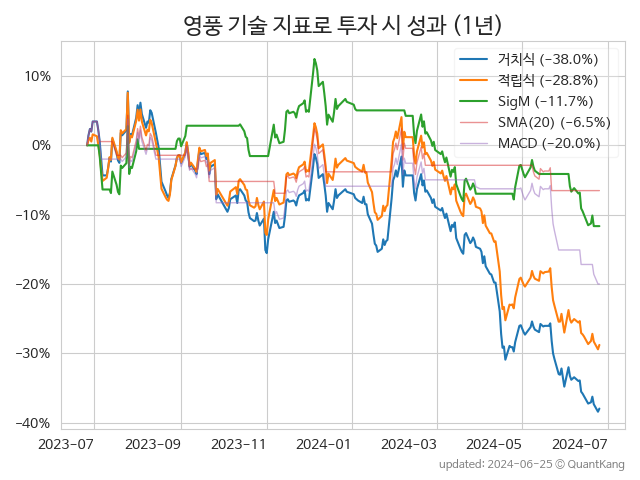 영풍 기술 지표로 투자 시 성과 (1년)
거치식 (−38.0%)
적립식 (−28.8%)
SigM (−11.7%)
SMA(20) (−6.5%)
MACD (−20.0%)
10%
0%
−10%
−20%
−30%
−40%
2023-07
2023-09
2023-11
2024-01
2024-03
2024-05
2024-07
updated: 2024-06-25 ⓒ QuantKang